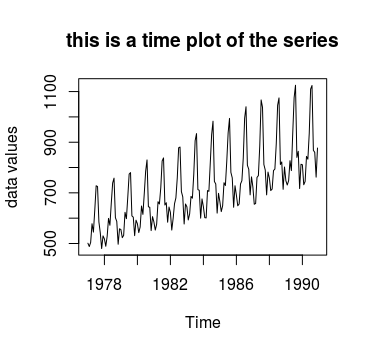 this is a time plot of the series
data values
1100
900
700
500
1978 1982 1986 1990
Time